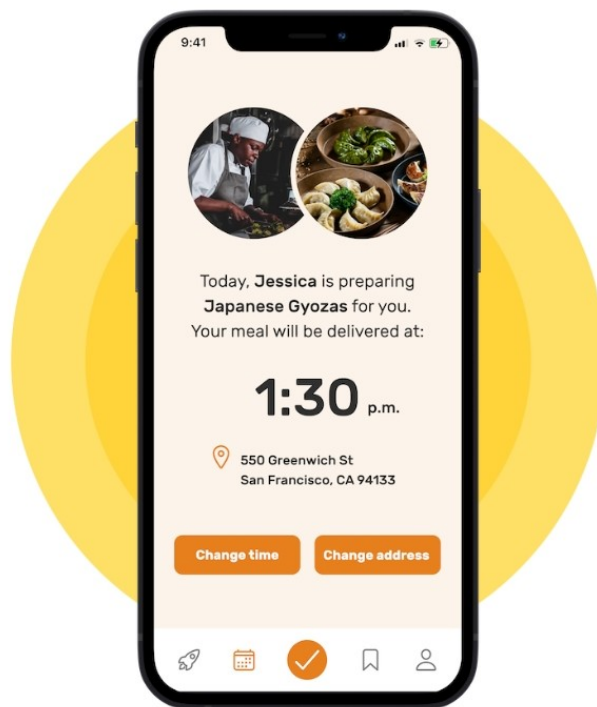 9:41
Today, Jessica is preparing
Japanese Gyozas for you.
Your meal will be delivered at:
1:30 p.m.
550 Greenwich St
San Francisco, CA 94133
Change time
Change address